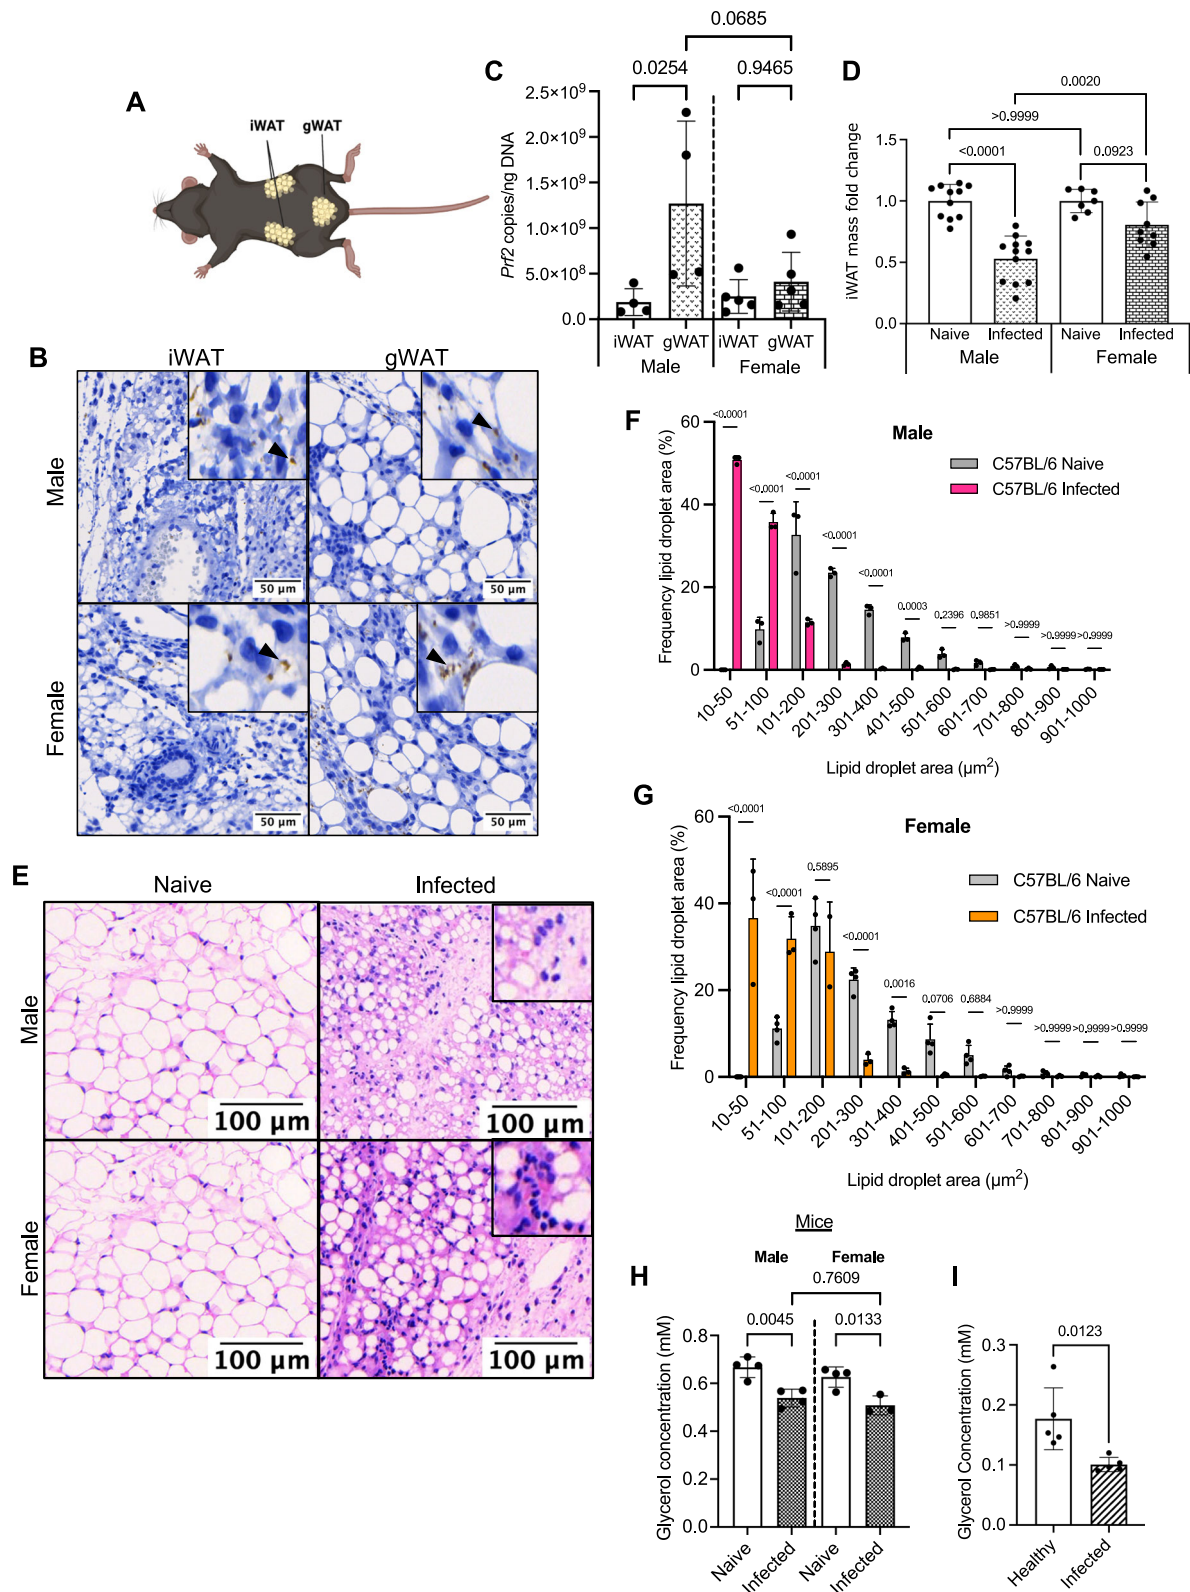 A
iWAT gWAT
B
iWAT gWAT
Male
50 µm
50 µm
Female
50 µm
50 µm
C
0.0685
0.0254 0.9465
Prf2 copies/ng DNA
2.5×10⁹
2.0×10⁹
1.5×10⁹
1.0×10⁹
5.0×10⁸
0.0
iWAT gWAT iWAT gWAT
Male Female
D
0.0020
>0.9999
<0.0001 0.0923
iWAT mass fold change
1.5
1.0
0.5
0.0
Naive Infected Naive Infected
Male Female
E
Naive Infected
Male
100 µm
100 µm
Female
100 µm
100 µm
F
Male
C57BL/6 Naive
C57BL/6 Infected
Frequency lipid droplet area (%)
60
40
20
0
<0.0001
<0.0001
<0.0001
<0.0001
<0.0001
0.0003
0.2396
0.9851
>0.9999
>0.9999
>0.9999
10-50
51-100
101-200
201-300
301-400
401-500
501-600
601-700
701-800
801-900
901-1000
Lipid droplet area (µm²)
G
Female
C57BL/6 Naive
C57BL/6 Infected
Frequency lipid droplet area (%)
60
40
20
0
<0.0001
<0.0001
0.5895
<0.0001
0.0016
0.0706
0.6884
>0.9999
>0.9999
>0.9999
>0.9999
10-50
51-100
101-200
201-300
301-400
401-500
501-600
601-700
701-800
801-900
901-1000
Lipid droplet area (µm²)
H
Mice
Male Female
0.7609
0.0045 0.0133
Glycerol concentration (mM)
0.8
0.6
0.4
0.2
0.0
Naive
Infected
Naive
Infected
I
0.0123
Glycerol Concentration (mM)
0.3
0.2
0.1
0.0
Healthy
Infected